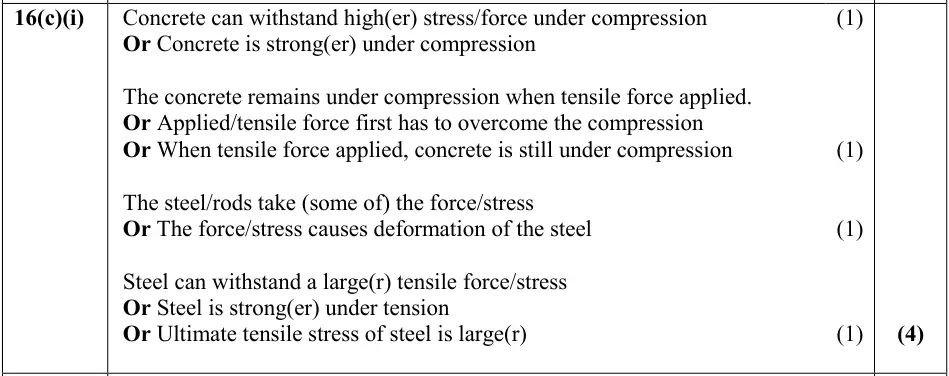 16(c)(i) Concrete can withstand high(er) stress/force under compression (1)
Or Concrete is strong(er) under compression
The concrete remains under compression when tensile force applied.
Or Applied/tensile force first has to overcome the compression
Or When tensile force applied, concrete is still under compression (1)
The steel/rods take (some of) the force/stress
Or The force/stress causes deformation of the steel (1)
Steel can withstand a large(r) tensile force/stress
Or Steel is strong(er) under tension
Or Ultimate tensile stress of steel is large(r) (1) (4)